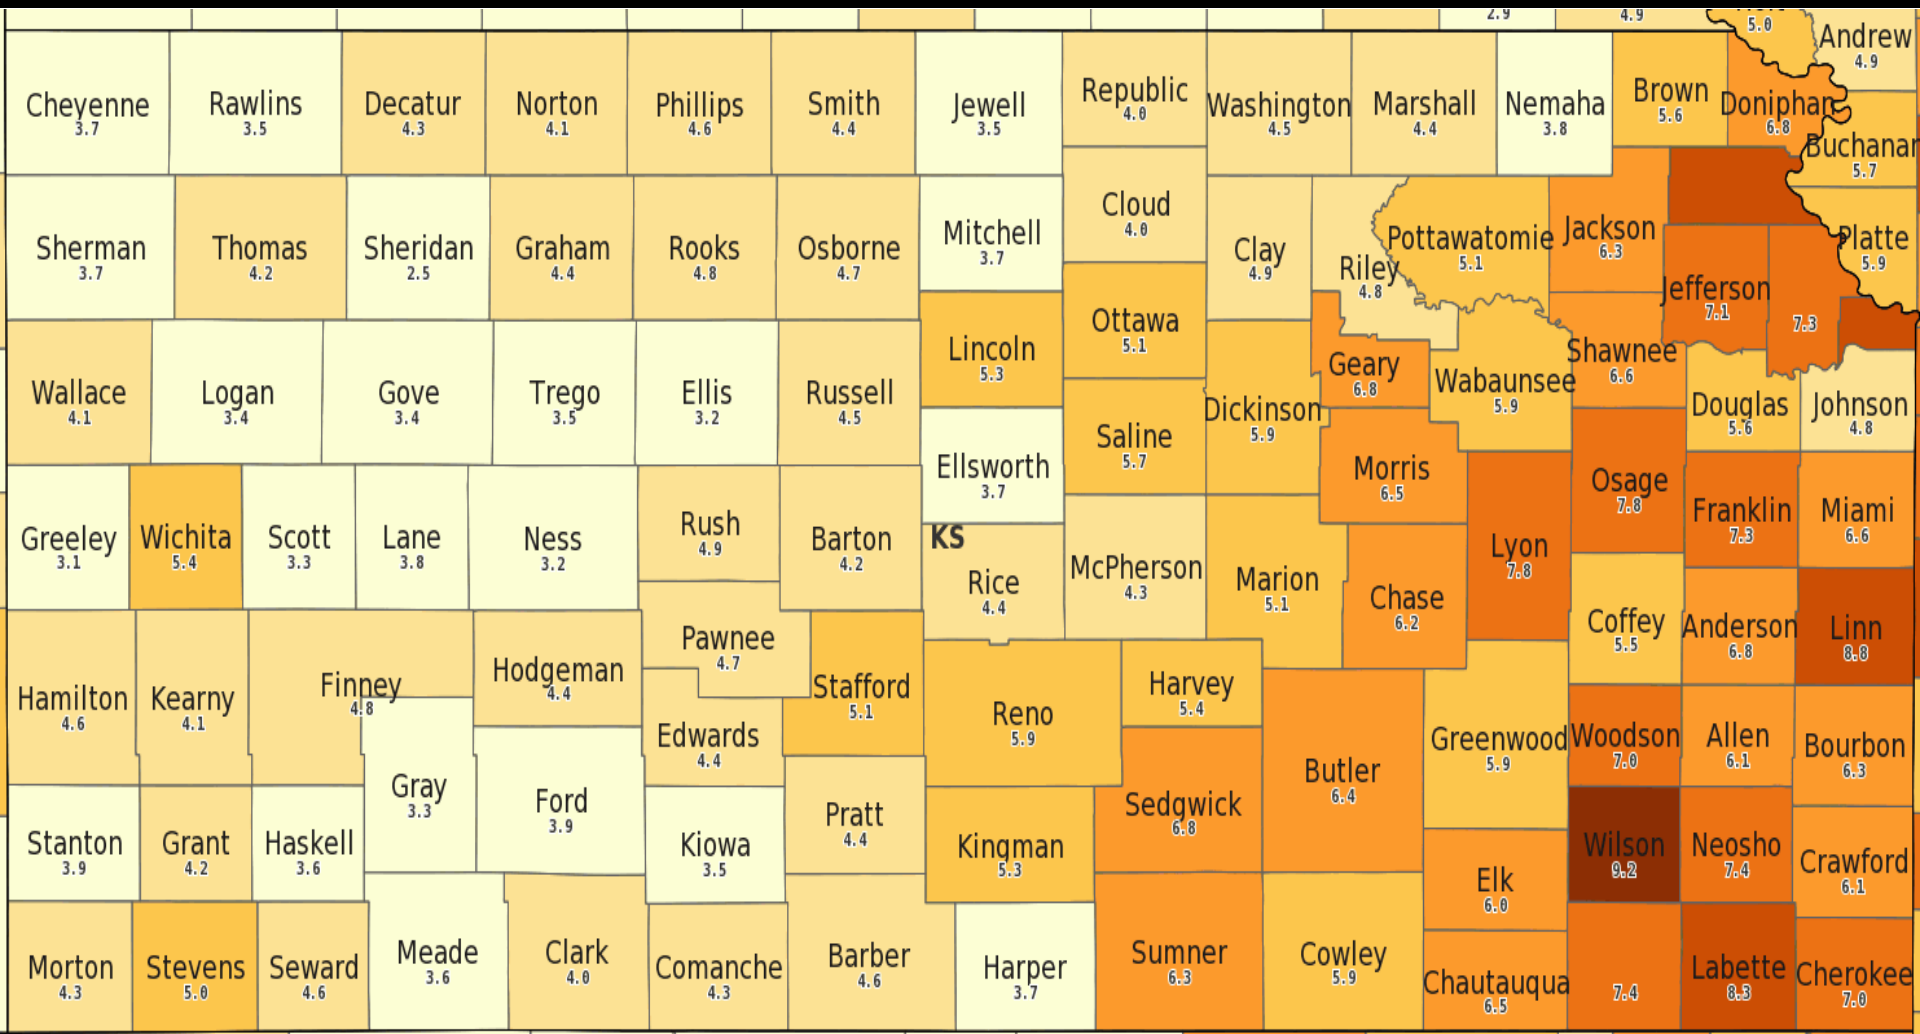 2.9
4.9
5.0
Andrew
4.9
Cheyenne
3.7
Rawlins
3.5
Decatur
4.3
Norton
4.1
Phillips
4.6
Smith
4.4
Jewell
3.5
Republic
4.0
Washington
4.5
Marshall
4.4
Nemaha
3.8
Brown
5.6
Doniphan
6.8
Buchanan
5.7
Sherman
3.7
Thomas
4.2
Sheridan
2.5
Graham
4.4
Rooks
4.8
Osborne
4.7
Mitchell
3.7
Cloud
4.0
Clay
4.9
Riley
4.8
Pottawatomie
5.1
Jackson
6.3
Jefferson
7.1
7.3
Platte
5.9
Wallace
4.1
Logan
3.4
Gove
3.4
Trego
3.5
Ellis
3.2
Russell
4.5
Lincoln
5.3
Ottawa
5.1
Dickinson
5.9
Geary
6.8
Wabaunsee
5.9
Shawnee
6.6
Douglas
5.6
Johnson
4.8
Greeley
3.1
Wichita
5.4
Scott
3.3
Lane
3.8
Ness
3.2
Rush
4.9
Barton
4.2
Ellsworth
3.7
Saline
5.7
Morris
6.5
Osage
7.8
Franklin
7.3
Miami
6.6
KS
Rice
4.4
McPherson
4.3
Marion
5.1
Chase
6.2
Lyon
7.8
Coffey
5.5
Anderson
6.8
Linn
8.8
Hamilton
4.6
Kearny
4.1
Finney
4.8
Hodgeman
4.4
Pawnee
4.7
Edwards
4.4
Stafford
5.1
Reno
5.9
Harvey
5.4
Butler
6.4
Greenwood
5.9
Woodson
7.0
Allen
6.1
Bourbon
6.3
Stanton
3.9
Grant
4.2
Haskell
3.6
Gray
3.3
Ford
3.9
Kiowa
3.5
Pratt
4.4
Kingman
5.3
Sedgwick
6.8
Elk
6.0
Wilson
9.2
Neosho
7.4
Crawford
6.1
Morton
4.3
Stevens
5.0
Seward
4.6
Meade
3.6
Clark
4.0
Comanche
4.3
Barber
4.6
Harper
3.7
Sumner
6.3
Cowley
5.9
Chautauqua
6.5
7.4
Labette
8.3
Cherokee
7.0